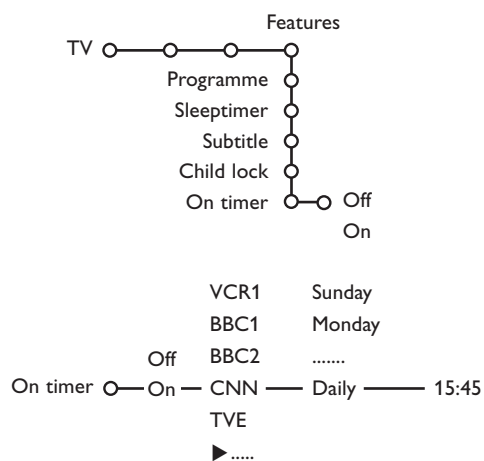 Features
TV
Programme
Sleeptimer
Subtitle
Child lock
On timer Off
On
VCR1 Sunday
BBC1 Monday
Off BBC2 .......
On timer On CNN Daily 15:45
TVE
▶.....